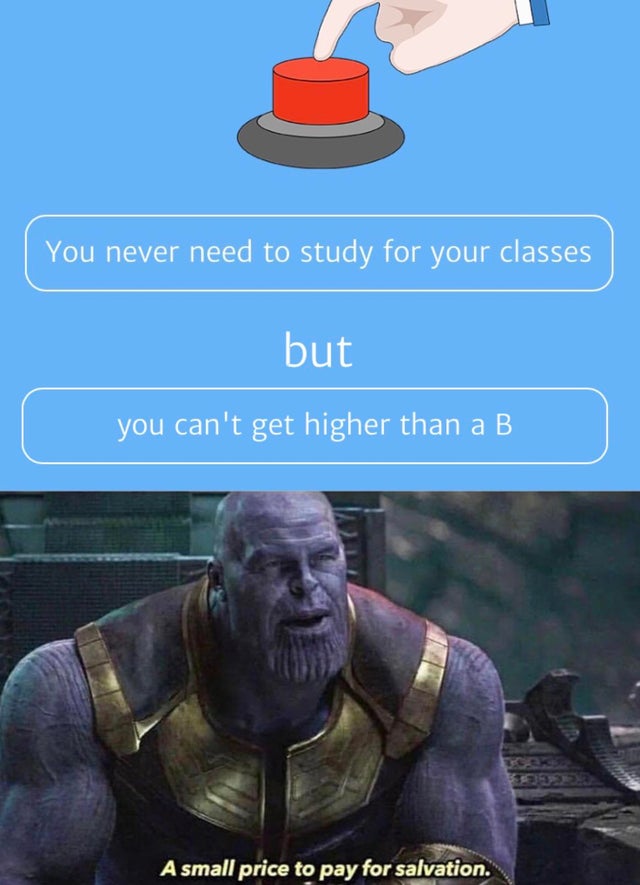 You never need to study for your classes
but
you can't get higher than a B
A small price to pay for salvation.